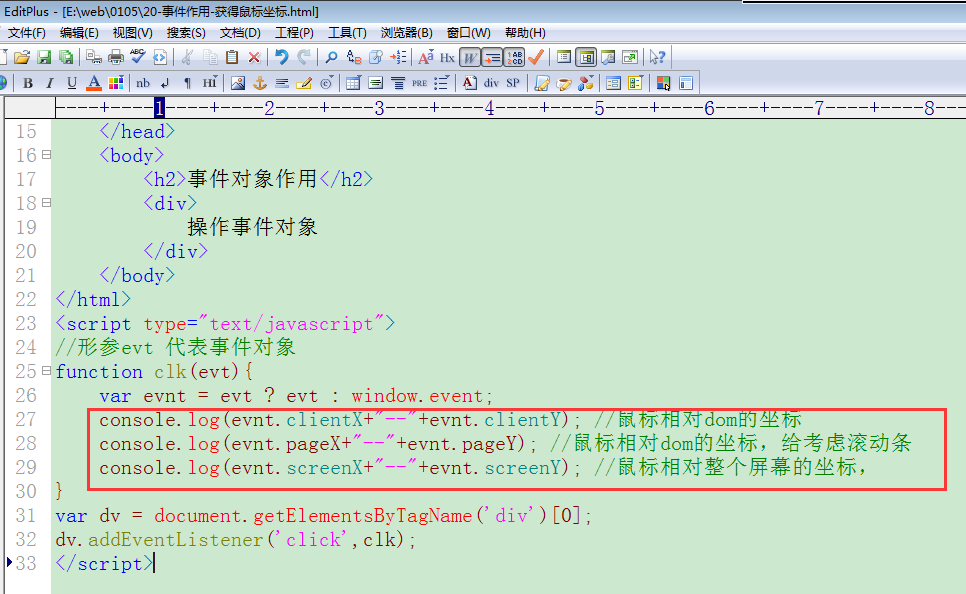 EditPlus - [E:\web\0105\20-事件作用-获得鼠标坐标.html]
文件(F) 编辑(E) 视图(V) 搜索(S) 文档(D) 工程(P) 工具(T) 浏览器(B) 窗口(W) 帮助(H)
B I U A nb ¶ HI PRE A div SP
1 2 3 4 5 6 7 8
15 </head>
16 <body>
17 <h2>事件对象作用</h2>
18 <div>
19 操作事件对象
20 </div>
21 </body>
22 </html>
23 <script type="text/javascript">
24 //形参evt 代表事件对象
25 function clk(evt){
26 var evnt = evt ? evt : window.event;
27 console.log(evnt.clientX+"--"+evnt.clientY); //鼠标相对dom的坐标
28 console.log(evnt.pageX+"--"+evnt.pageY); //鼠标相对dom的坐标，给考虑滚动条
29 console.log(evnt.screenX+"--"+evnt.screenY); //鼠标相对整个屏幕的坐标，
30 }
31 var dv = document.getElementsByTagName('div')[0];
32 dv.addEventListener('click',clk);
33 </script>